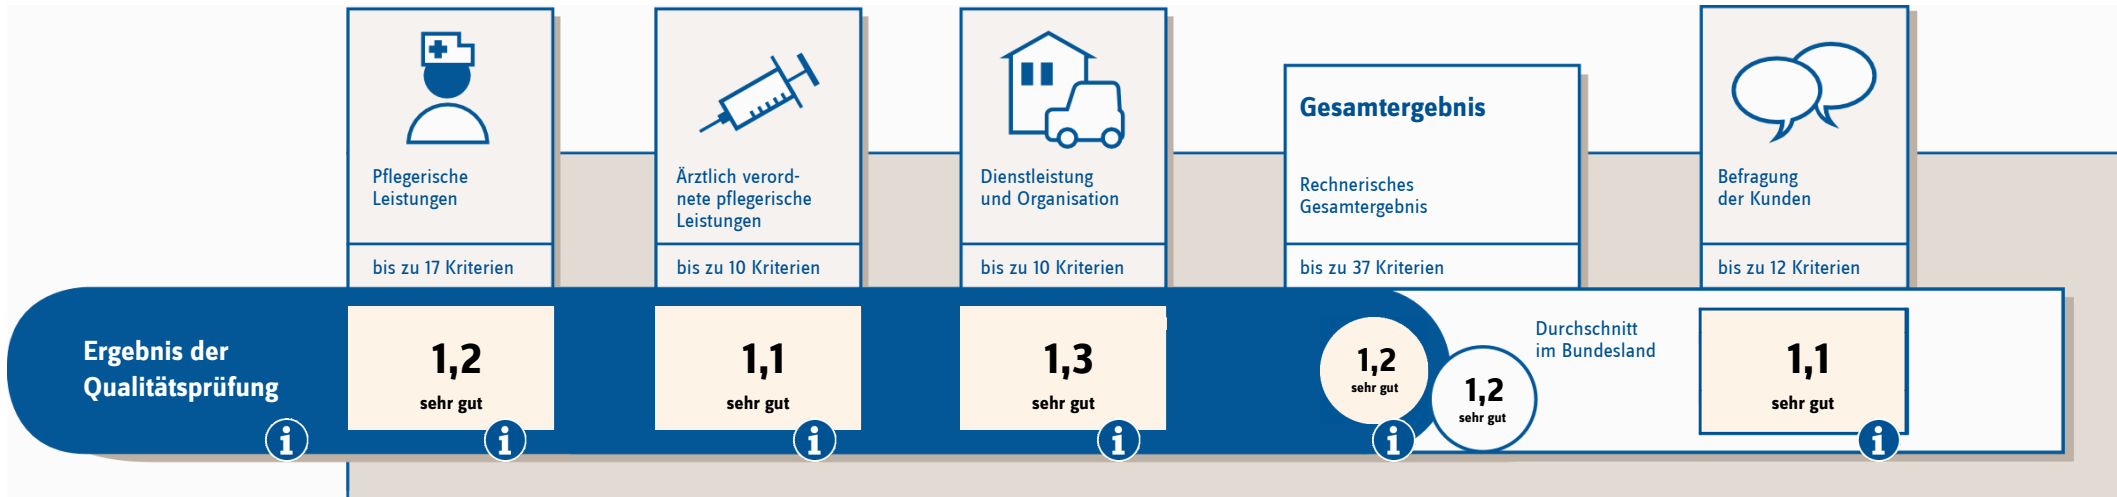 Pflegerische
Leistungen
bis zu 17 Kriterien
Ärztlich verord-
nete pflegerische
Leistungen
bis zu 10 Kriterien
Dienstleistung
und Organisation
bis zu 10 Kriterien
Gesamtergebnis
Rechnerisches
Gesamtergebnis
bis zu 37 Kriterien
Befragung
der Kunden
bis zu 12 Kriterien
Ergebnis der
Qualitätsprüfung
i
1,2
sehr gut
i
1,1
sehr gut
i
1,3
sehr gut
i
1,2
sehr gut
i
1,2
sehr gut
Durchschnitt
im Bundesland
1,1
sehr gut
i